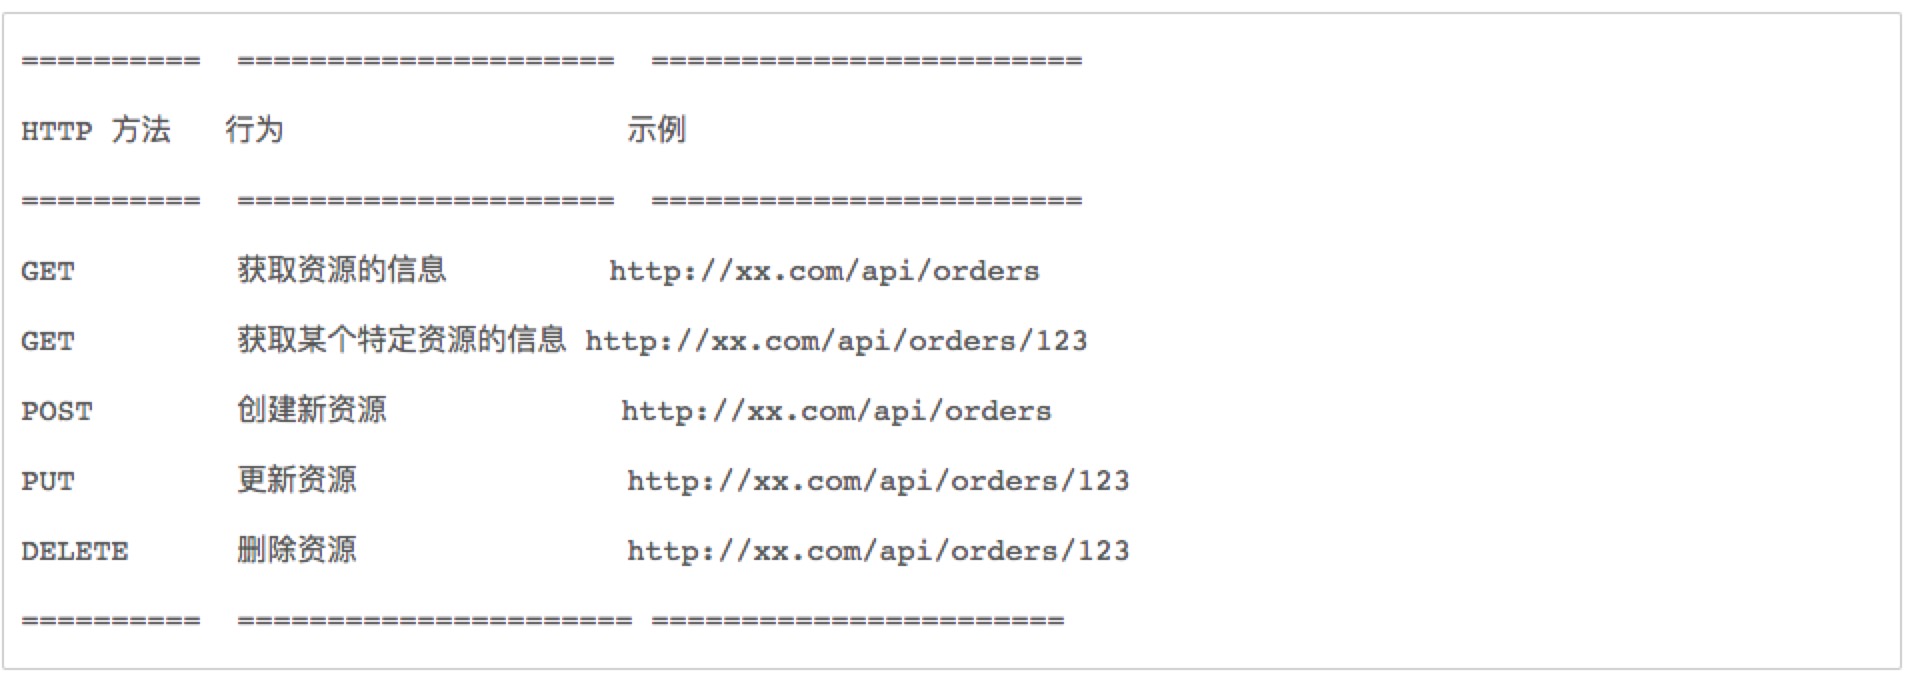 ========== ===================== ========================
HTTP 方法 行为 示例
========== ===================== ========================
GET 获取资源的信息 http://xx.com/api/orders
GET 获取某个特定资源的信息 http://xx.com/api/orders/123
POST 创建新资源 http://xx.com/api/orders
PUT 更新资源 http://xx.com/api/orders/123
DELETE 删除资源 http://xx.com/api/orders/123
========== ====================== =======================